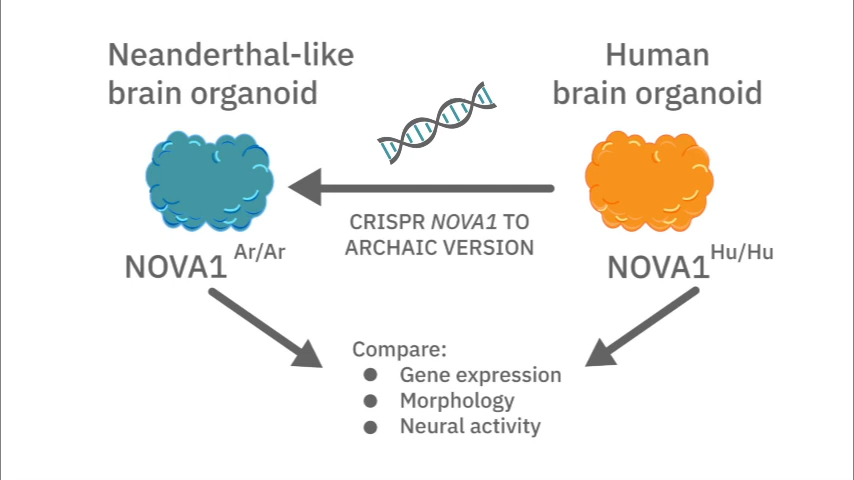 Neanderthal-like
brain organoid
Human
brain organoid
CRISPR NOVA1 TO
ARCHAIC VERSION
NOVA1 Ar/Ar
NOVA1 Hu/Hu
Compare:
● Gene expression
● Morphology
● Neural activity